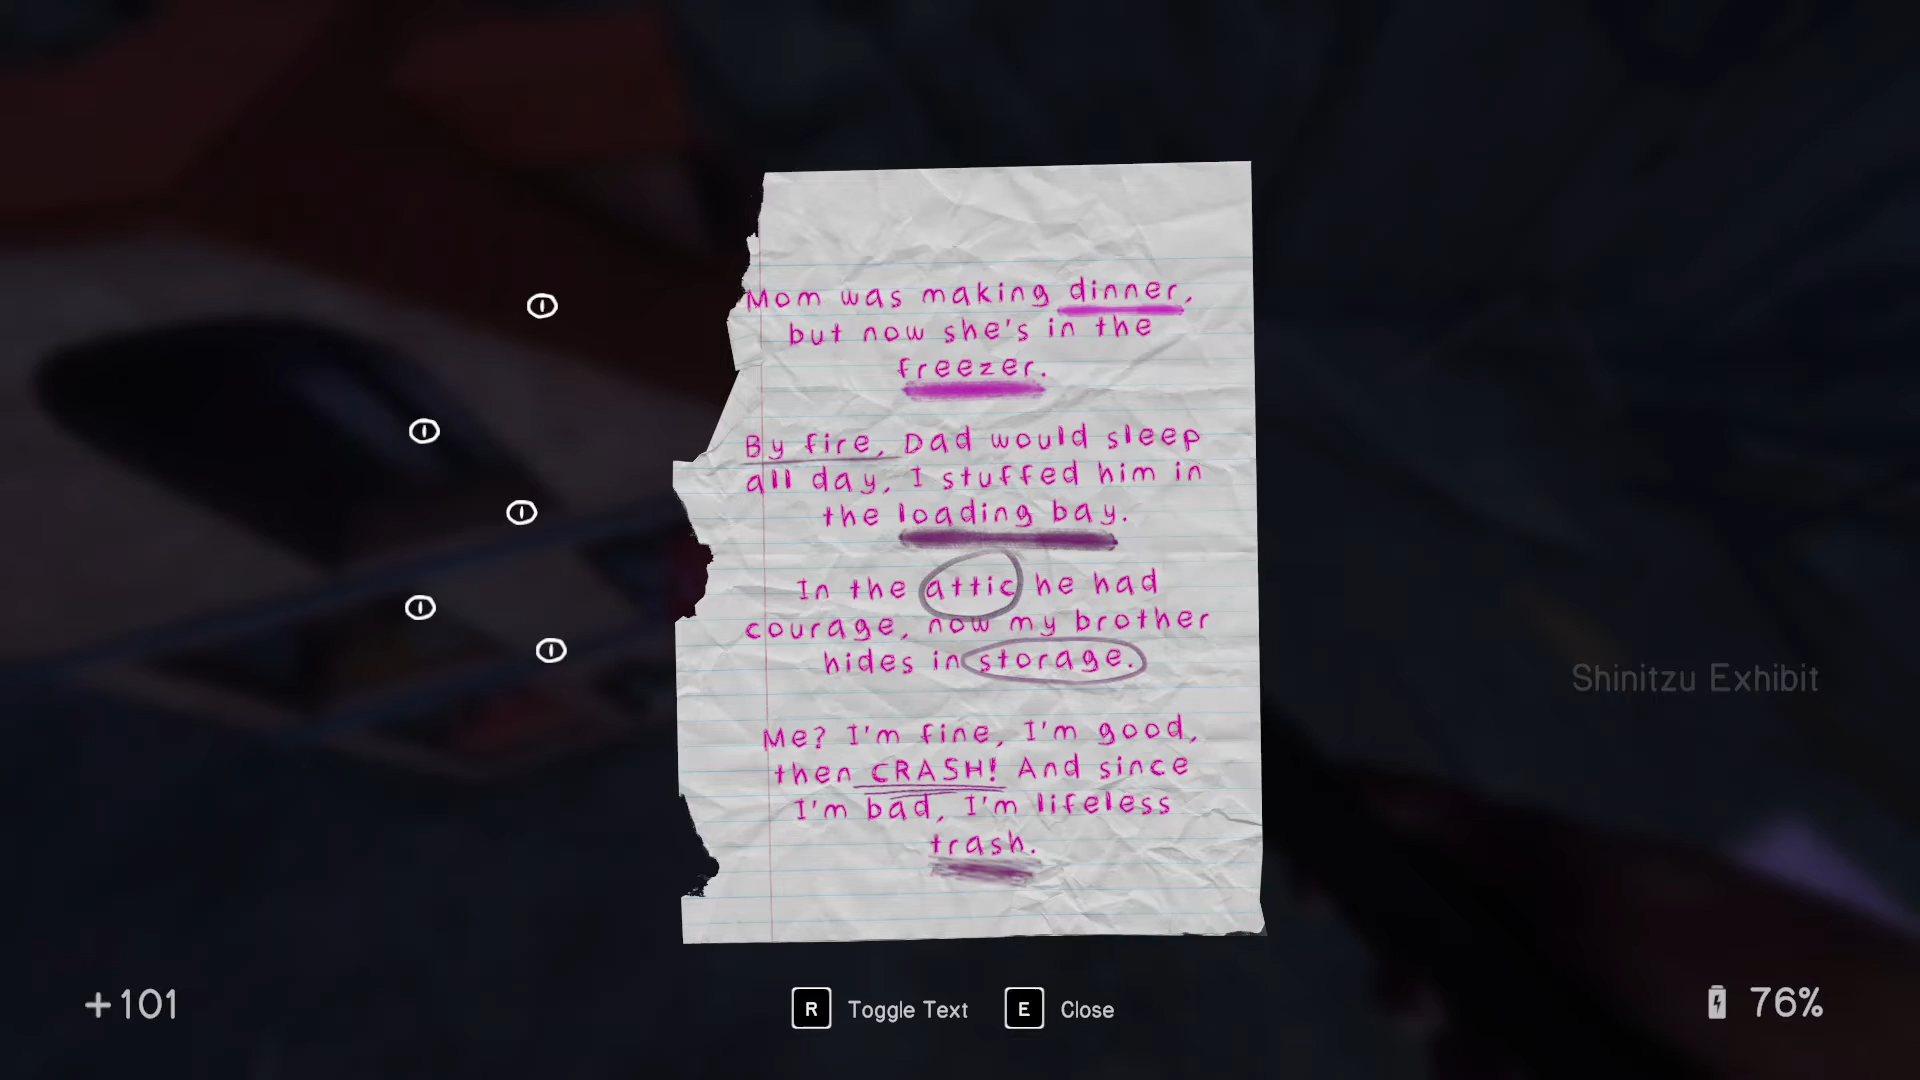 Mom was making dinner,
but now she's in the
freezer.
By fire, Dad would sleep
all day, I stuffed him in
the loading bay.
In the attic he had
courage, now my brother
hides in storage.
Me? I'm fine, I'm good,
then CRASH! And since
I'm bad, I'm lifeless
trash.
Shinitzu Exhibit
+101
R Toggle Text E Close
76%